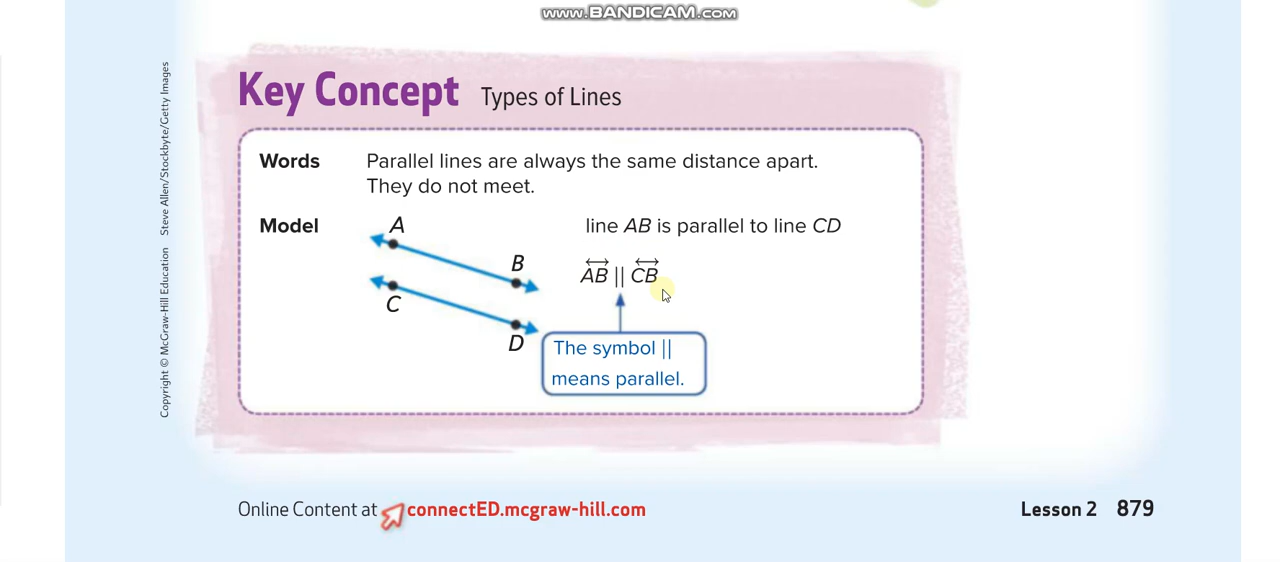 www.BANDICAM.com
Copyright © McGraw-Hill Education Steve Allen/Stockbyte/Getty Images
Key Concept Types of Lines
Words Parallel lines are always the same distance apart.
They do not meet.
Model A line AB is parallel to line CD
B
AB || CB
C
D
The symbol ||
means parallel.
Online Content at connectED.mcgraw-hill.com
Lesson 2 879